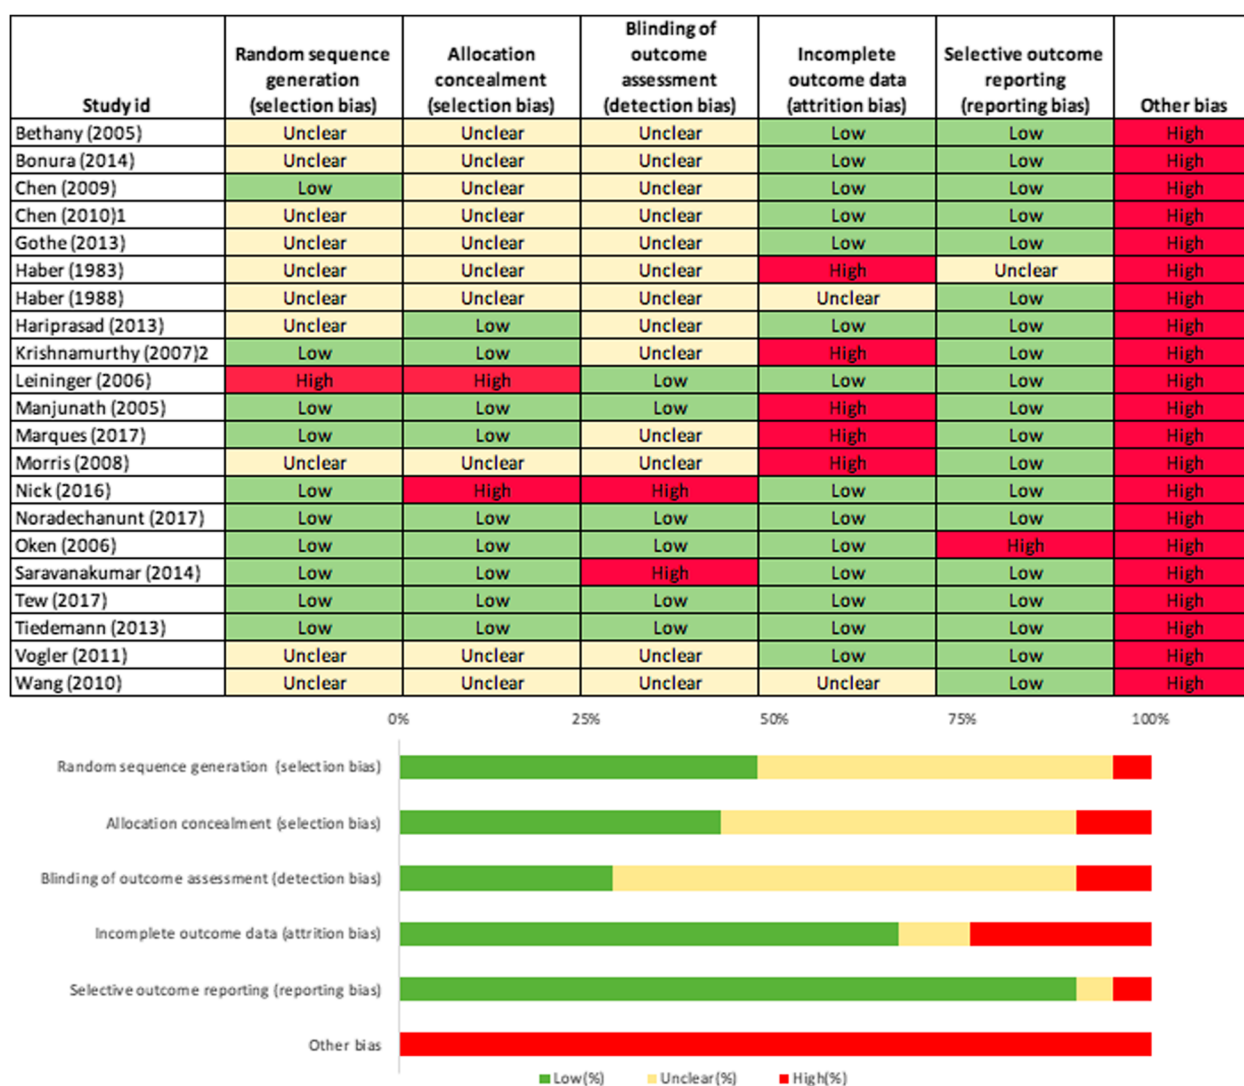 Study id Random sequence generation (selection bias) Allocation concealment (selection bias) Blinding of outcome assessment (detection bias) Incomplete outcome data (attrition bias) Selective outcome reporting (reporting bias) Other bias
Bethany (2005) Unclear Unclear Unclear Low Low High
Bonura (2014) Unclear Unclear Unclear Low Low High
Chen (2009) Low Unclear Unclear Low Low High
Chen (2010)1 Unclear Unclear Unclear Low Low High
Gothe (2013) Unclear Unclear Unclear Low Low High
Haber (1983) Unclear Unclear Unclear High Unclear High
Haber (1988) Unclear Unclear Unclear Unclear Low High
Hariprasad (2013) Unclear Low Unclear Low Low High
Krishnamurthy (2007)2 Low Low Unclear High Low High
Leininger (2006) High High Low Low Low High
Manjunath (2005) Low Low Low High Low High
Marques (2017) Low Low Unclear High Low High
Morris (2008) Unclear Unclear Unclear High Low High
Nick (2016) Low High High Low Low High
Noradechanunt (2017) Low Low Low Low Low High
Oken (2006) Low Low Low Low High High
Saravanakumar (2014) Low Low High Low Low High
Tew (2017) Low Low Low Low Low High
Tiedemann (2013) Low Low Low Low Low High
Vogler (2011) Unclear Unclear Unclear Low Low High
Wang (2010) Unclear Unclear Unclear Unclear Low High
0% 25% 50% 75% 100%
Random sequence generation (selection bias)
Allocation concealment (selection bias)
Blinding of outcome assessment (detection bias)
Incomplete outcome data (attrition bias)
Selective outcome reporting (reporting bias)
Other bias
Low(%) Unclear(%) High(%)